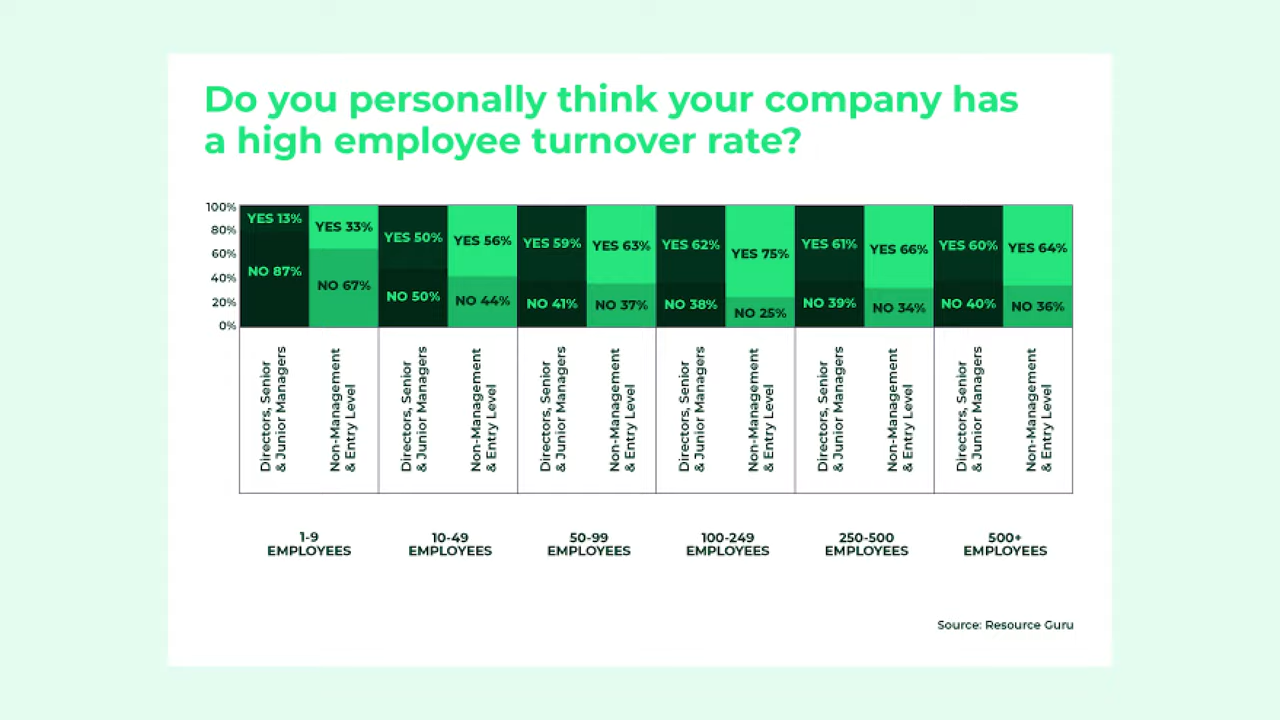 Do you personally think your company has
a high employee turnover rate?
100%
80%
60%
40%
20%
0%
YES 13%
NO 87%
YES 33%
NO 67%
YES 50%
NO 50%
YES 56%
NO 44%
YES 59%
NO 41%
YES 63%
NO 37%
YES 62%
NO 38%
YES 75%
NO 25%
YES 61%
NO 39%
YES 66%
NO 34%
YES 60%
NO 40%
YES 64%
NO 36%
Directors, Senior
& Junior Managers
Non-Management
& Entry Level
Directors, Senior
& Junior Managers
Non-Management
& Entry Level
Directors, Senior
& Junior Managers
Non-Management
& Entry Level
Directors, Senior
& Junior Managers
Non-Management
& Entry Level
Directors, Senior
& Junior Managers
Non-Management
& Entry Level
Directors, Senior
& Junior Managers
Non-Management
& Entry Level
1-9
EMPLOYEES
10-49
EMPLOYEES
50-99
EMPLOYEES
100-249
EMPLOYEES
250-500
EMPLOYEES
500+
EMPLOYEES
Source: Resource Guru